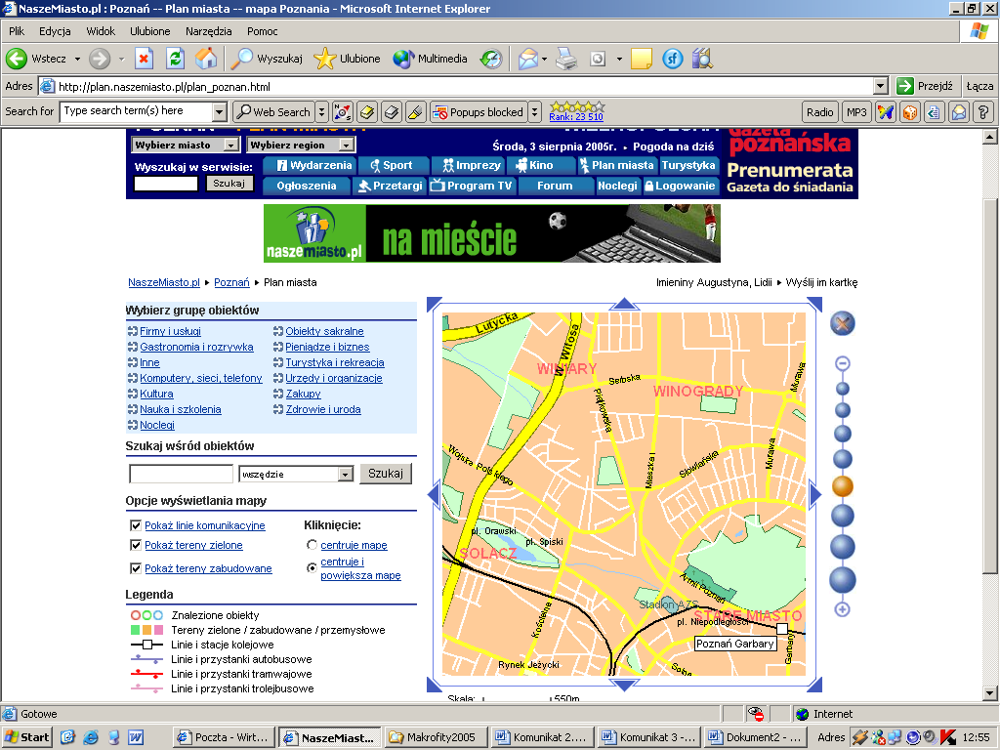 NaszeMiasto.pl : Poznań -- Plan miasta -- mapa Poznania - Microsoft Internet Explorer
Plik Edycja Widok Ulubione Narzędzia Pomoc
Wstecz Wyszukaj Ulubione Multimedia
Adres http://plan.naszemiasto.pl/plan_poznan.html Przejdź Łącza
Search for Type search term(s) here Web Search Popups blocked Rank: 23 510 Radio MP3
Wybierz miasto Wybierz region Środa, 3 sierpnia 2005r. Pogoda na dziś
gazeta poznańska
Prenumerata
Gazeta do śniadania
Wyszukaj w serwisie: Szukaj
Wydarzenia Sport Imprezy Kino Plan miasta Turystyka
Ogłoszenia Przetargi Program TV Forum Noclegi Logowanie
naszemiasto.pl na mieście
NaszeMiasto.pl Poznań Plan miasta Imieniny Augustyna, Lidii Wyślij im kartkę
Wybierz grupę obiektów
Firmy i usługi Obiekty sakralne
Gastronomia i rozrywka Pieniądze i biznes
Inne Turystyka i rekreacja
Komputery, sieci, telefony Urzędy i organizacje
Kultura Zakupy
Nauka i szkolenia Zdrowie i uroda
Noclegi
Szukaj wśród obiektów
wszędzie Szukaj
Opcje wyświetlania mapy
Pokaż linie komunikacyjne
Pokaż tereny zielone
Pokaż tereny zabudowane
Kliknięcie:
centruje mapę
centruje i
powiększa mapę
Legenda
Znalezione obiekty
Tereny zielone / zabudowane / przemysłowe
Linie i stacje kolejowe
Linie i przystanki autobusowe
Linie i przystanki tramwajowe
Linie i przystanki trolejbusowe
Lutycka
W. Witosa
WINIARY
Serbska
Murawa
WINOGRADY
Piątkowska
Wojska Polskiego
Mieszka I
Słowiańska
Murawa
pl. Orawski
pl. Spiski
SOŁACZ
Armii Poznań
Stadion AZS
STARE MIASTO
pl. Niepodległości
Kościelna
Poznań Garbary
Garbary
Rynek Jeżycki
Skala: 550m
Gotowe Internet
Start Poczta - Wirt... NaszeMiast... Makrofity2005 Komunikat 2.... Komunikat 3 -... Dokument2 - ... Adres 12:55